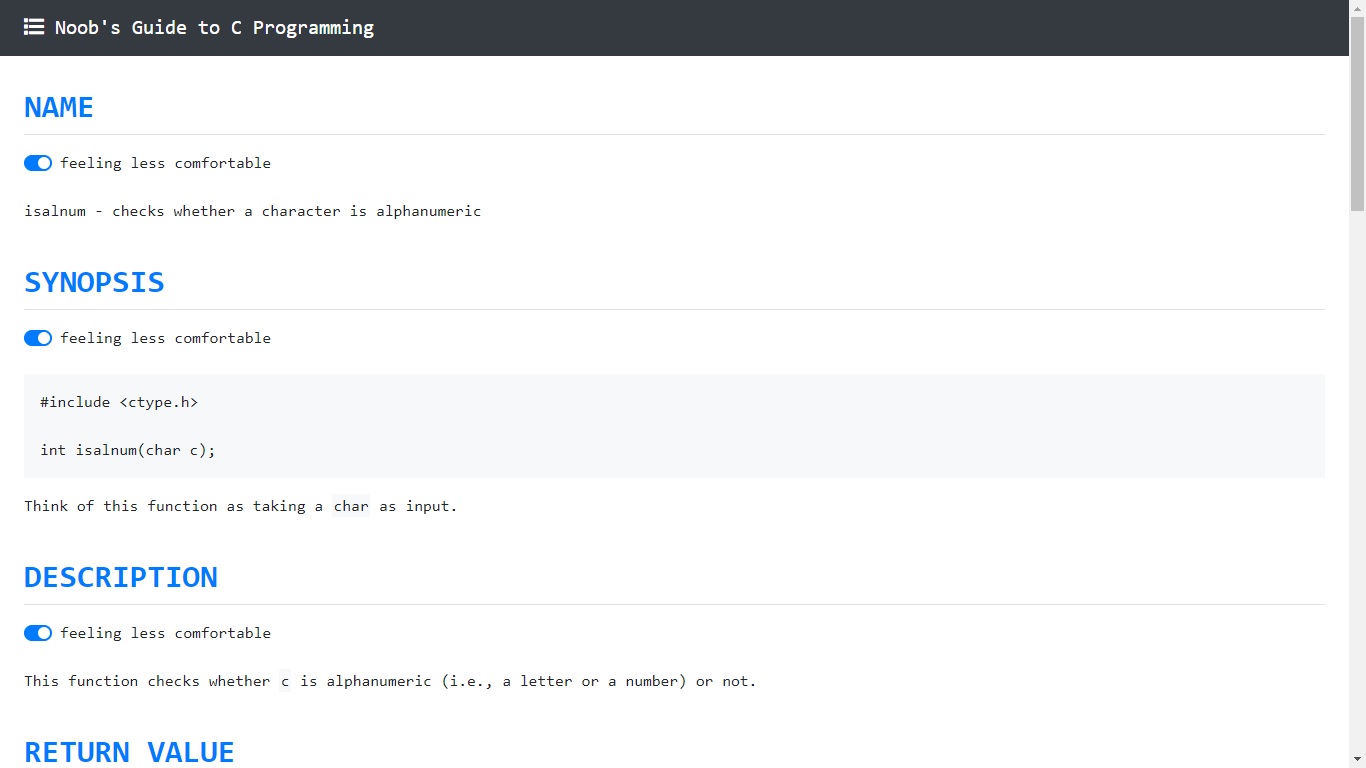 Noob's Guide to C Programming
NAME
feeling less comfortable
isalnum - checks whether a character is alphanumeric
SYNOPSIS
feeling less comfortable
#include <ctype.h>
int isalnum(char c);
Think of this function as taking a char as input.
DESCRIPTION
feeling less comfortable
This function checks whether c is alphanumeric (i.e., a letter or a number) or not.
RETURN VALUE